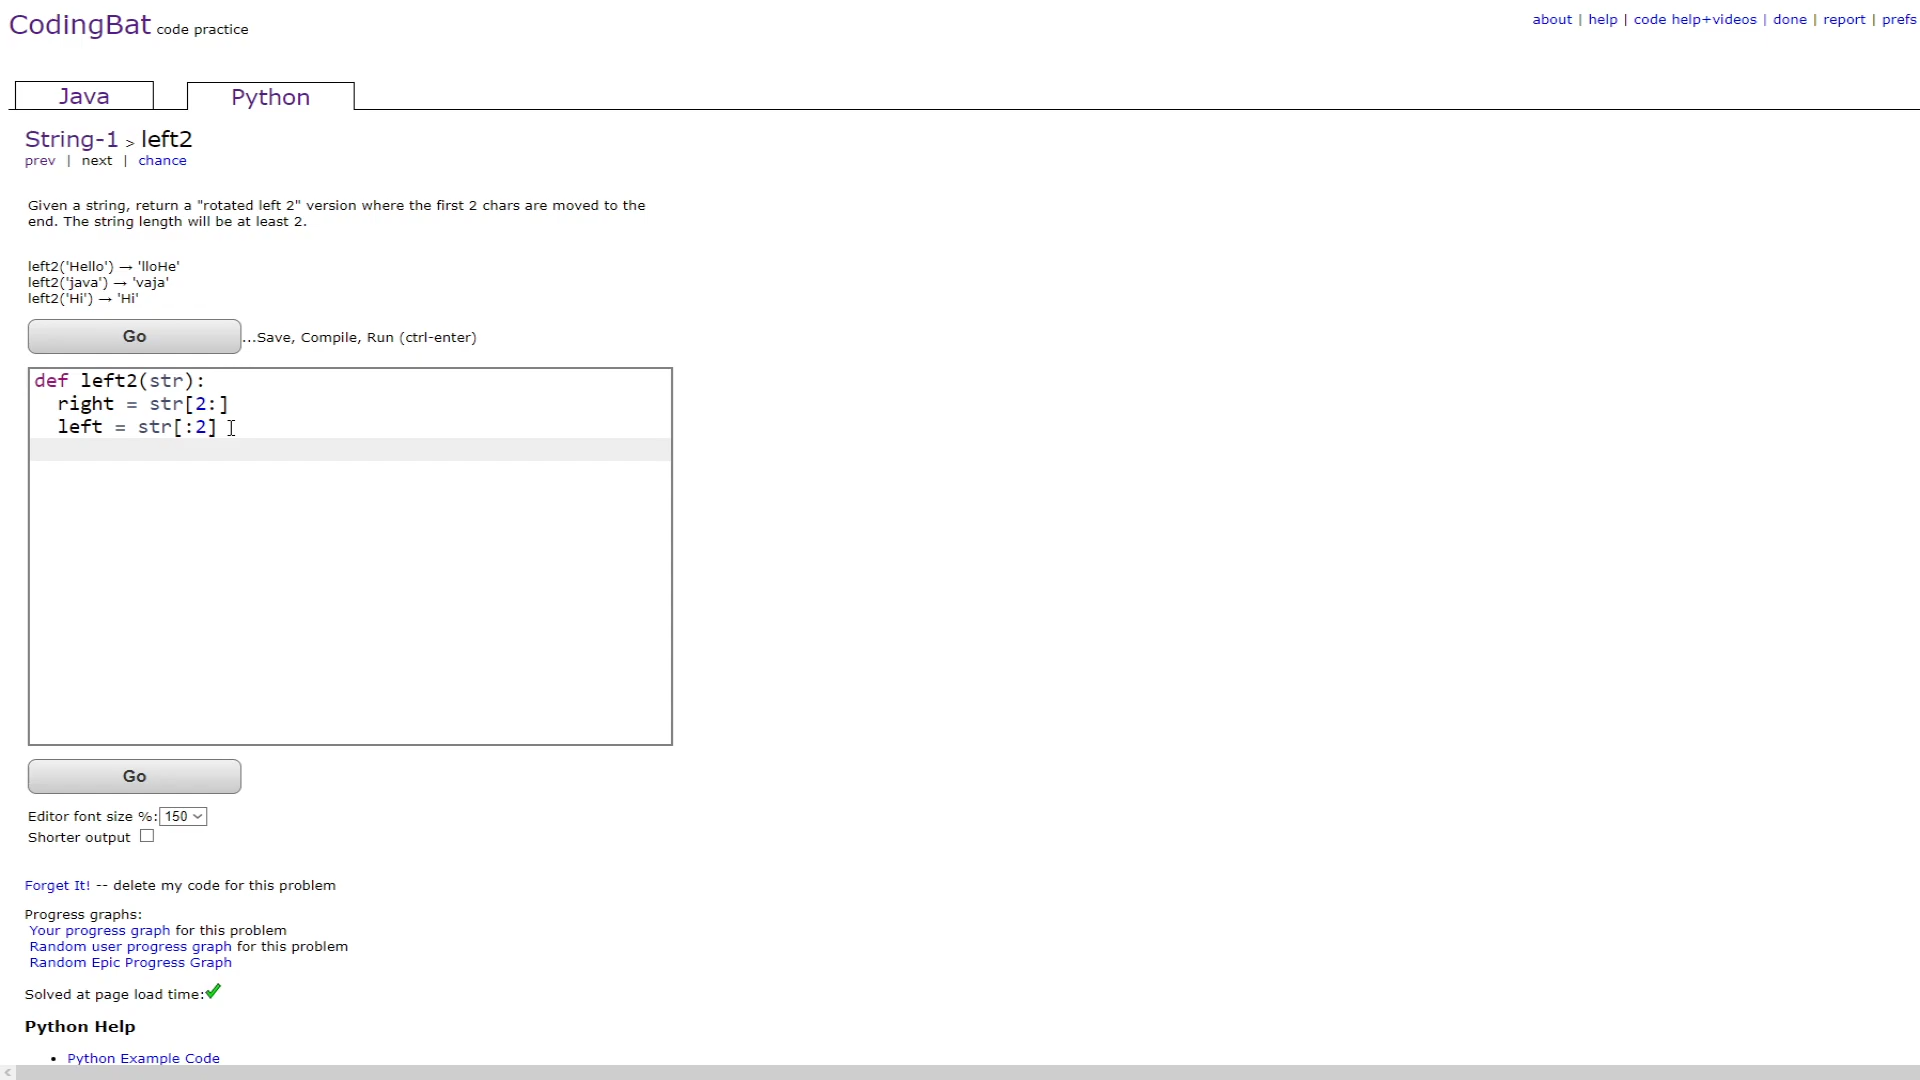 CodingBat code practice
about | help | code help+videos | done | report | prefs
Java
Python
String-1 > left2
prev | next | chance
Given a string, return a "rotated left 2" version where the first 2 chars are moved to the
end. The string length will be at least 2.
left2('Hello') → 'lloHe'
left2('java') → 'vaja'
left2('Hi') → 'Hi'
Go ...Save, Compile, Run (ctrl-enter)
def left2(str):
  right = str[2:]
  left = str[:2]
Go
Editor font size %: 150
Shorter output
Forget It! -- delete my code for this problem
Progress graphs:
Your progress graph for this problem
Random user progress graph for this problem
Random Epic Progress Graph
Solved at page load time:
Python Help
• Python Example Code